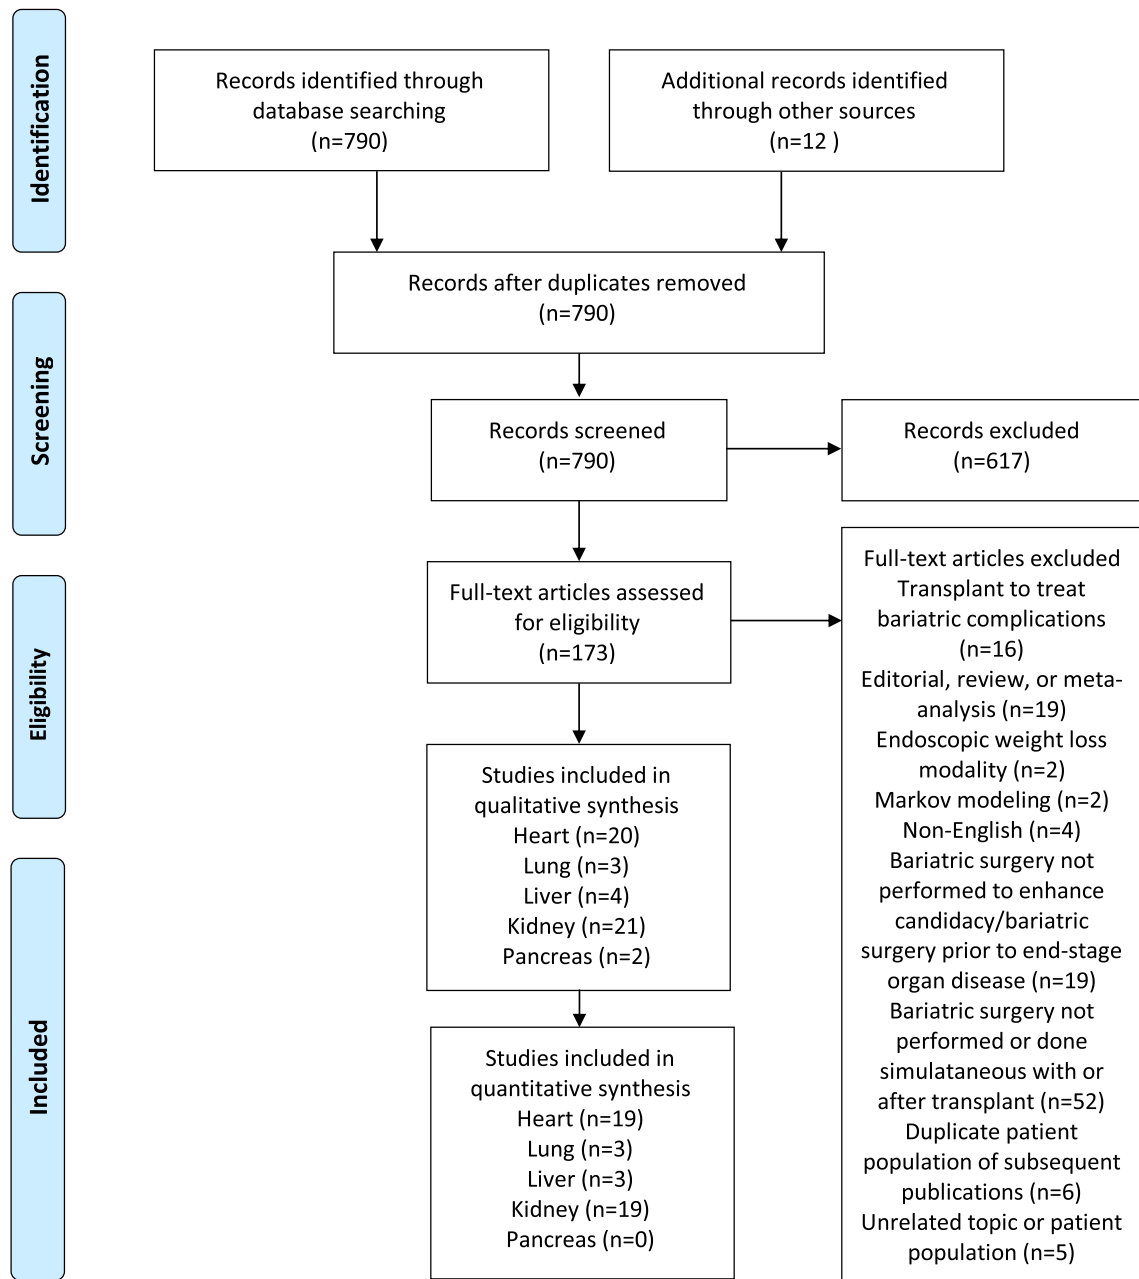 Identification
Records identified through
database searching
(n=790)
Additional records identified
through other sources
(n=12 )
Records after duplicates removed
(n=790)
Screening
Records screened
(n=790)
Records excluded
(n=617)
Eligibility
Full-text articles assessed
for eligibility
(n=173)
Full-text articles excluded
Transplant to treat
bariatric complications
(n=16)
Editorial, review, or meta-
analysis (n=19)
Endoscopic weight loss
modality (n=2)
Markov modeling (n=2)
Non-English (n=4)
Bariatric surgery not
performed to enhance
candidacy/bariatric
surgery prior to end-stage
organ disease (n=19)
Bariatric surgery not
performed or done
simulataneous with or
after transplant (n=52)
Duplicate patient
population of subsequent
publications (n=6)
Unrelated topic or patient
population (n=5)
Studies included in
qualitative synthesis
Heart (n=20)
Lung (n=3)
Liver (n=4)
Kidney (n=21)
Pancreas (n=2)
Included
Studies included in
quantitative synthesis
Heart (n=19)
Lung (n=3)
Liver (n=3)
Kidney (n=19)
Pancreas (n=0)